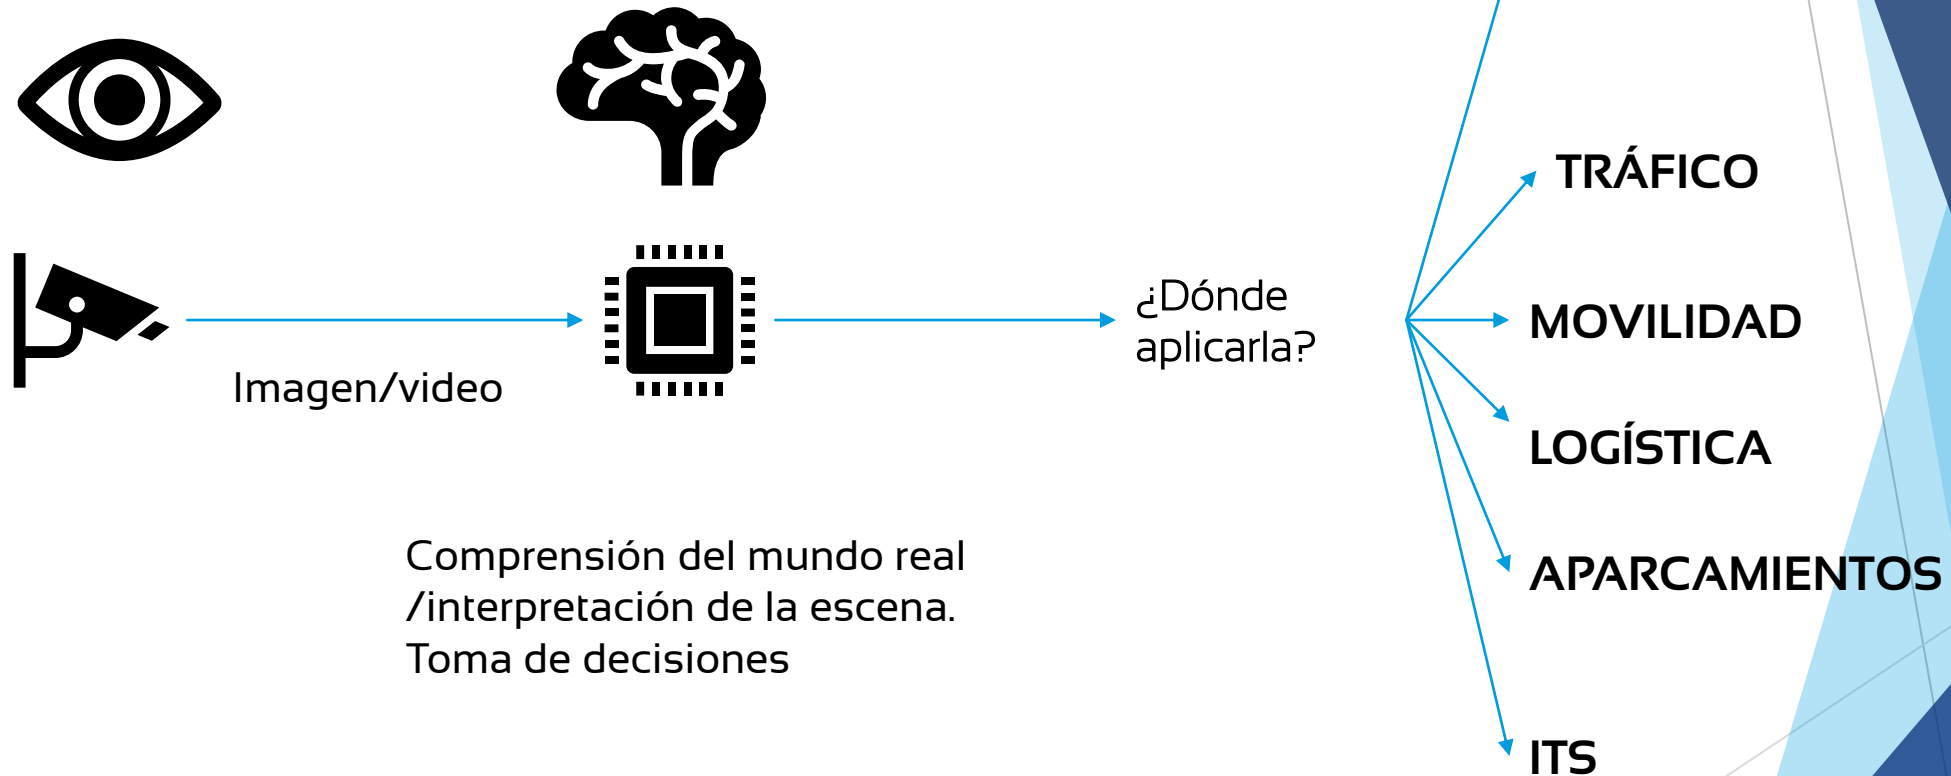 Imagen/video
¿Dónde
aplicarla?
Comprensión del mundo real
/interpretación de la escena.
Toma de decisiones
TRÁFICO
MOVILIDAD
LOGÍSTICA
APARCAMIENTOS
ITS